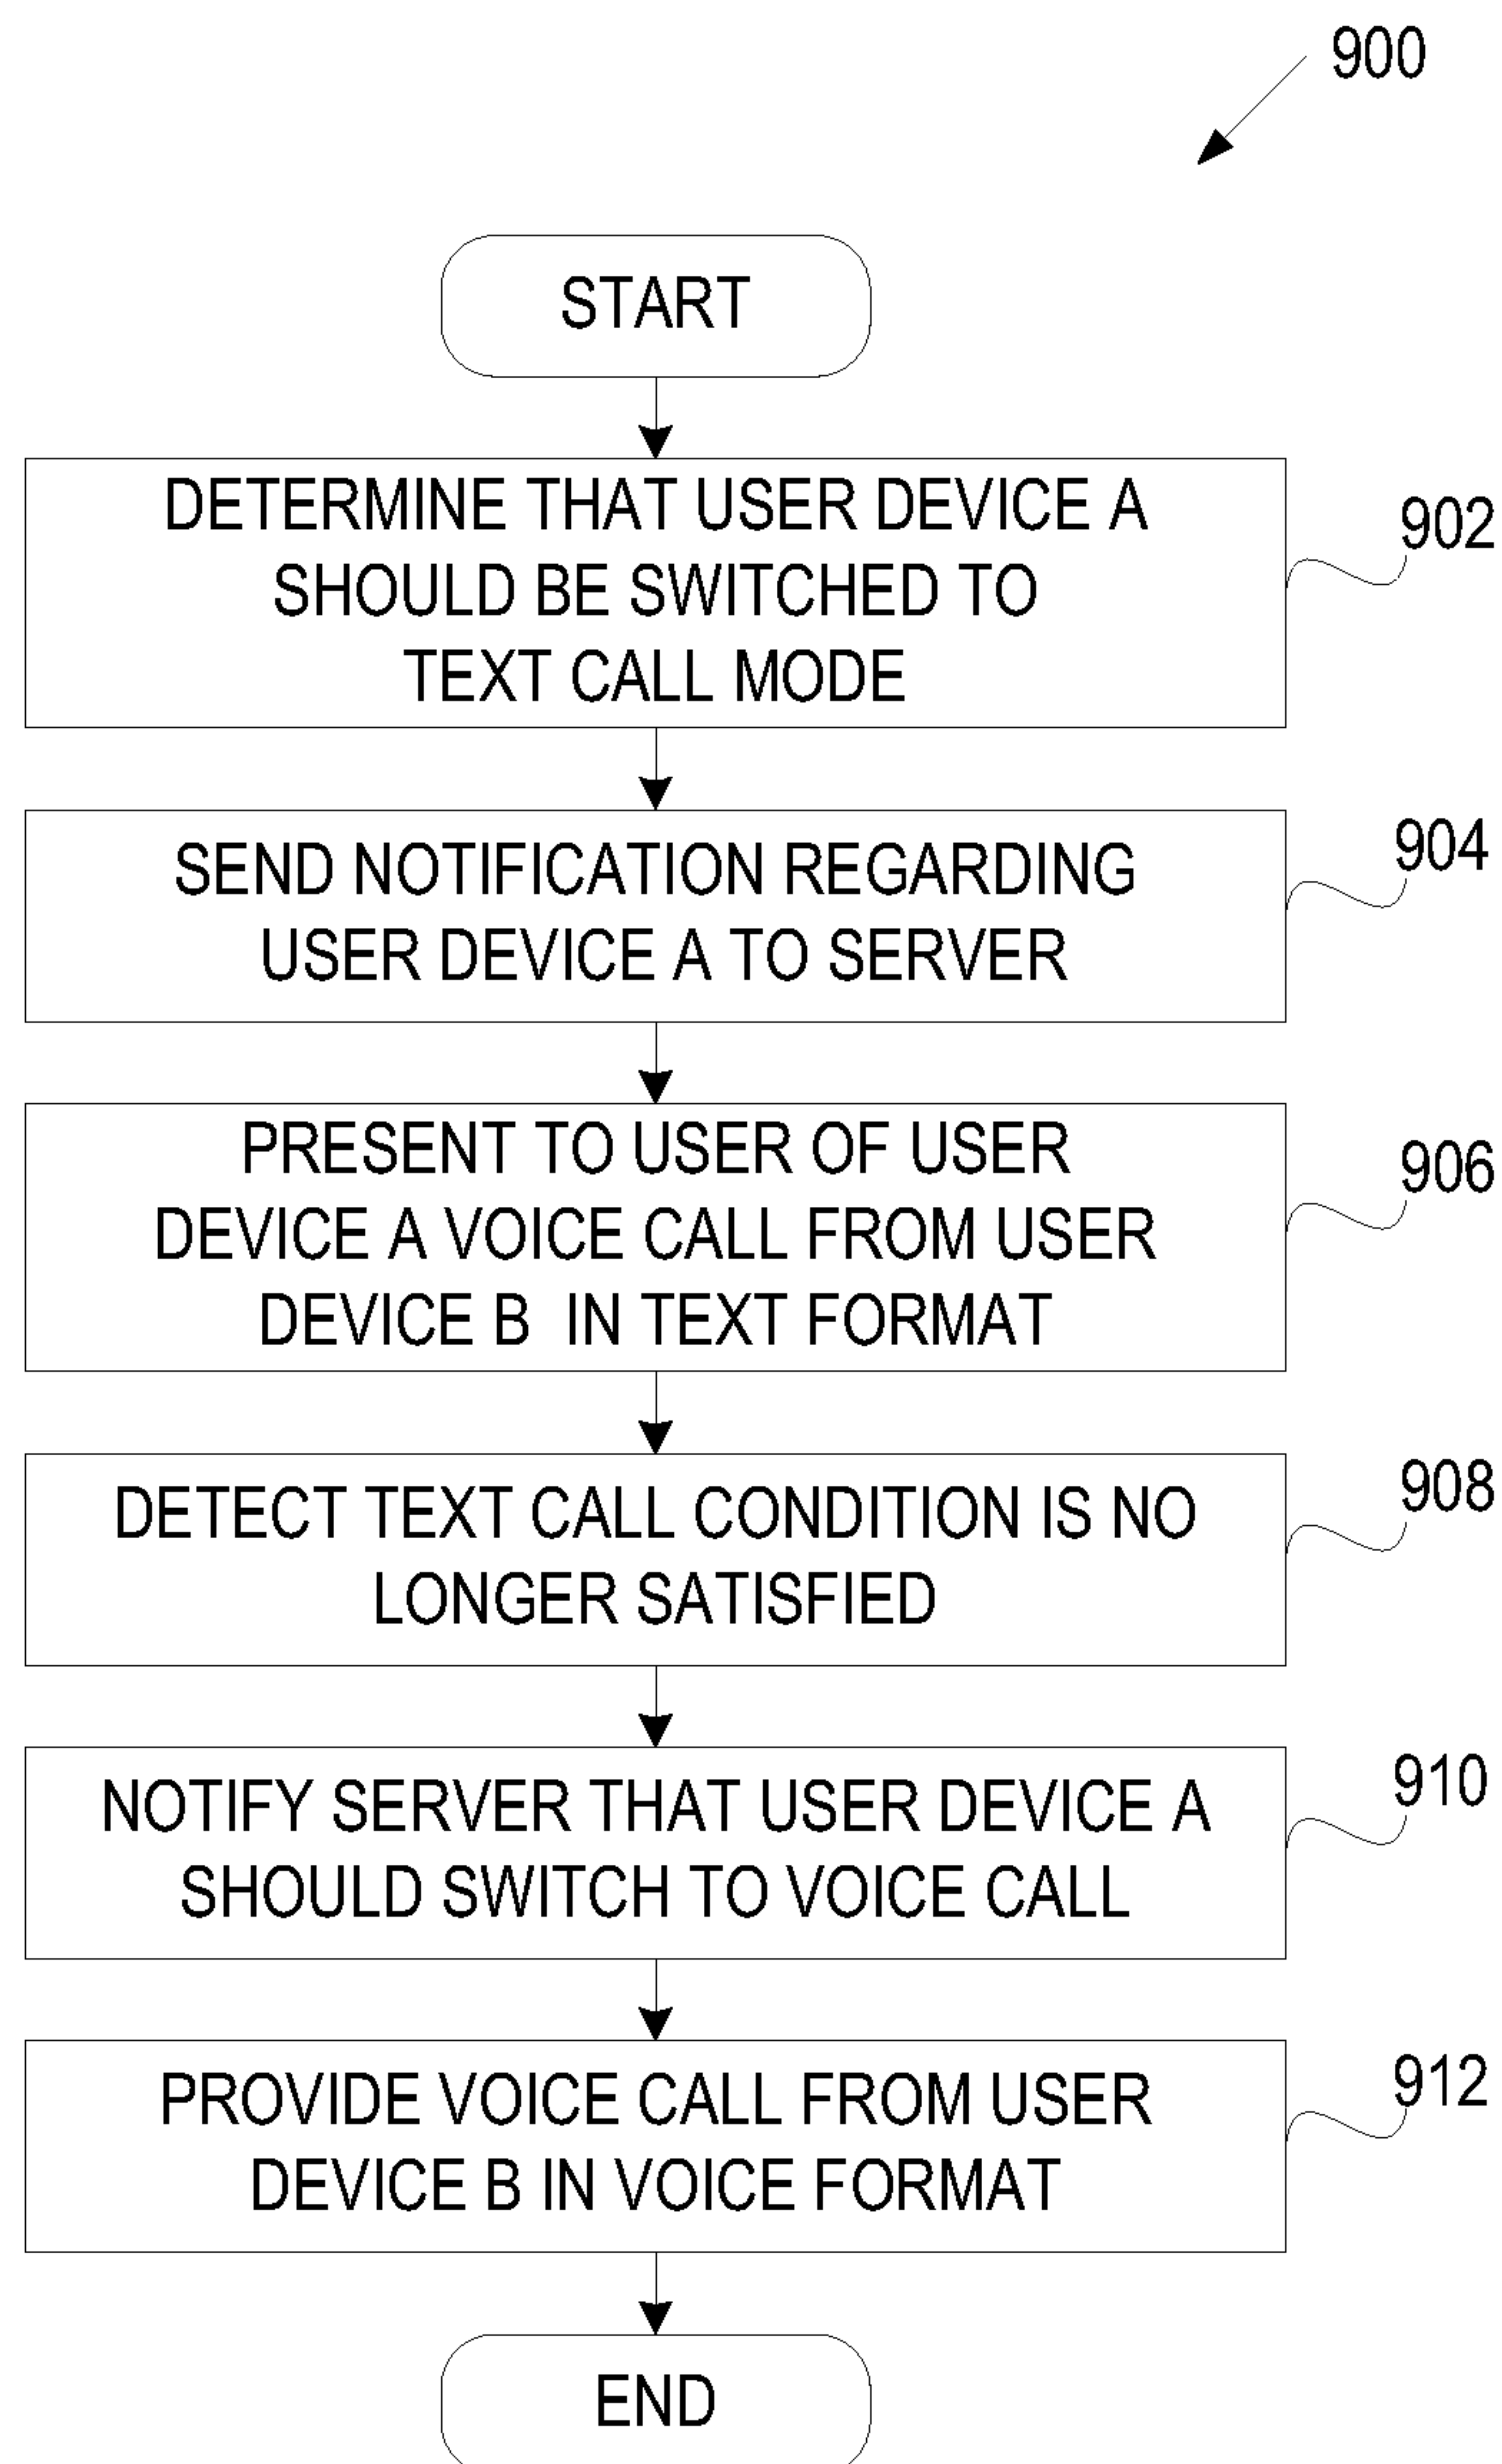 900
START
DETERMINE THAT USER DEVICE A
SHOULD BE SWITCHED TO
TEXT CALL MODE
902
SEND NOTIFICATION REGARDING
USER DEVICE A TO SERVER
904
PRESENT TO USER OF USER
DEVICE A VOICE CALL FROM USER
DEVICE B IN TEXT FORMAT
906
DETECT TEXT CALL CONDITION IS NO
LONGER SATISFIED
908
NOTIFY SERVER THAT USER DEVICE A
SHOULD SWITCH TO VOICE CALL
910
PROVIDE VOICE CALL FROM USER
DEVICE B IN VOICE FORMAT
912
END